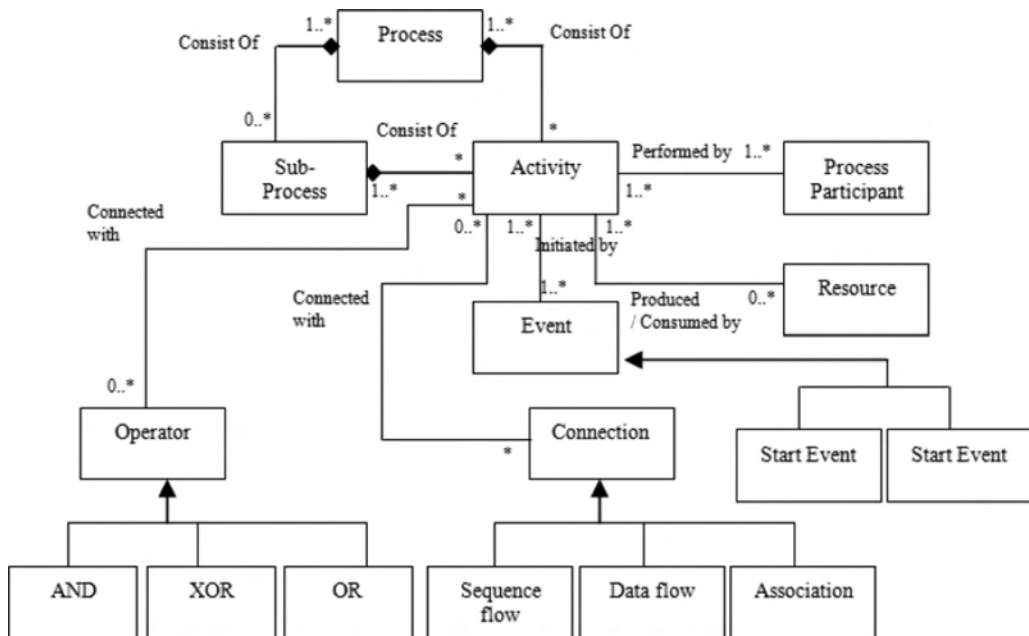 1..*
Process
1..*
Consist Of
Consist Of
0..*
Consist Of
*
Sub-
Process
1..*
*
*
Activity
Performed by
1..*
1..*
Process
Participant
Connected
with
0..*
1..*
Initiated by
1..*
Connected
with
1..*
Event
Produced
/ Consumed by
0..*
Resource
0..*
Operator
*
Connection
Start Event
Start Event
AND
XOR
OR
Sequence
flow
Data flow
Association